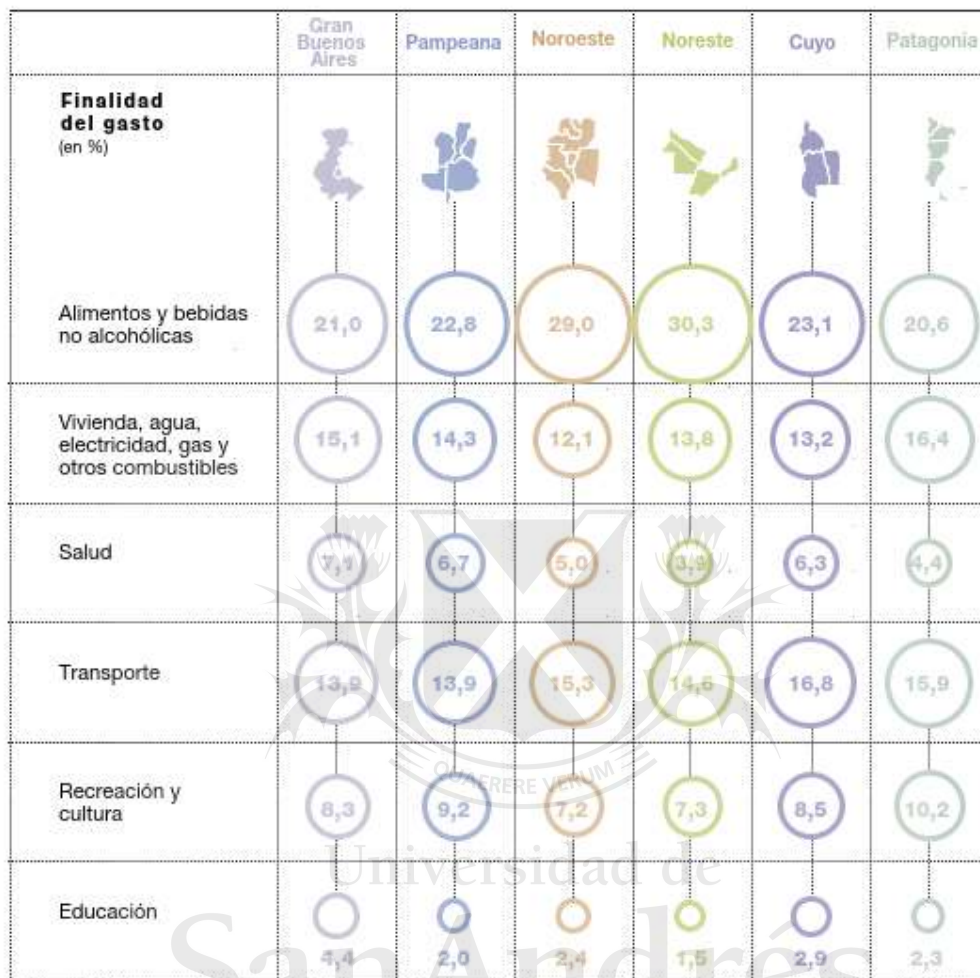 Gran
Buenos
Aires
Pampeana
Noroeste
Noreste
Cuyo
Patagonia
Finalidad
del gasto
(en %)
Alimentos y bebidas
no alcohólicas
21,0 22,8 29,0 30,3 23,1 20,6
Vivienda, agua,
electricidad, gas y
otros combustibles
15,1 14,3 12,1 13,8 13,2 16,4
Salud
7,1 6,7 5,0 3,9 6,3 4,4
Transporte
13,9 13,9 15,3 14,6 16,8 15,9
QUAERERE VERUM
Recreación y
cultura
8,3 9,2 7,2 7,3 8,5 10,2
Universidad de
Educación
4,4 2,0 2,4 1,5 2,9 2,3
SanAndrés